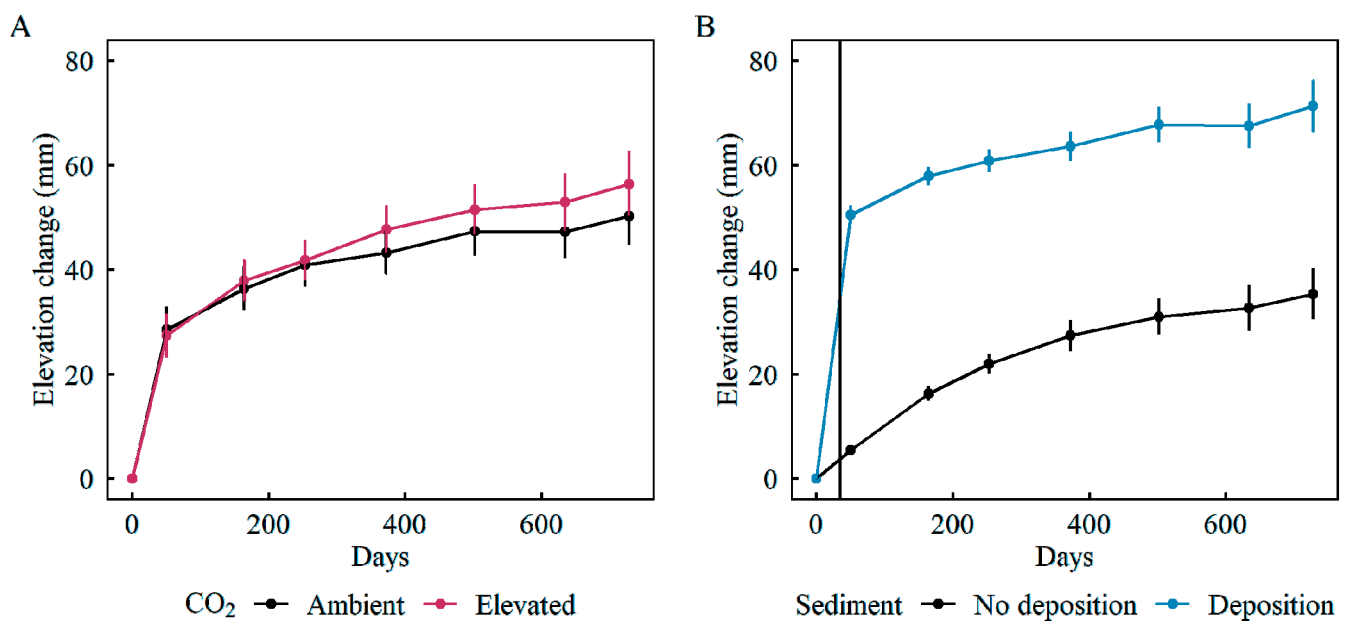 A
Elevation change (mm)
80
60
40
20
0
0 200 400 600
Days
CO₂ Ambient Elevated
B
Elevation change (mm)
80
60
40
20
0
0 200 400 600
Days
Sediment No deposition Deposition